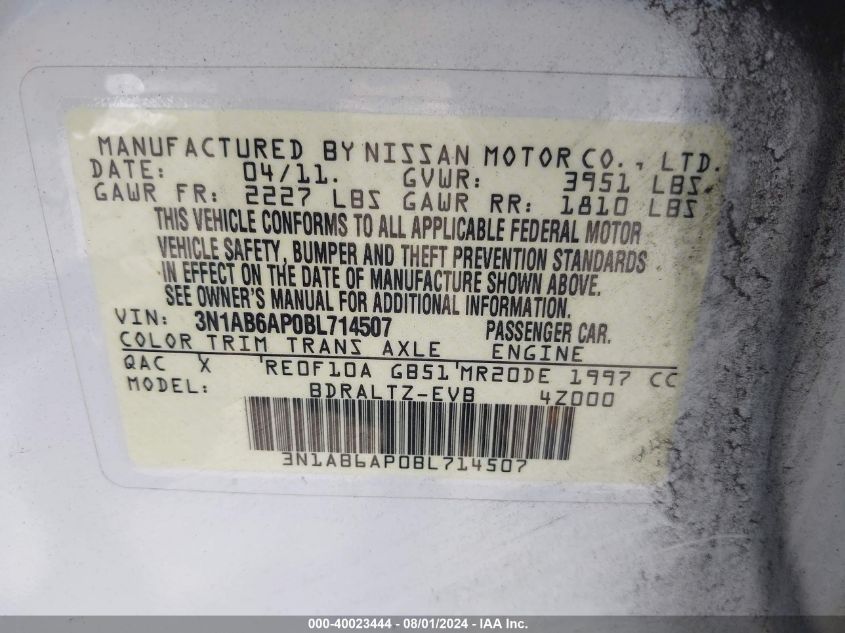 MANUFACTURED BY NISSAN MOTOR CO., LTD.
DATE: 04/11. GVWR: 3951 LBS.
GAWR FR: 2227 LBS GAWR RR: 1810 LBS
THIS VEHICLE CONFORMS TO ALL APPLICABLE FEDERAL MOTOR
VEHICLE SAFETY, BUMPER AND THEFT PREVENTION STANDARDS
IN EFFECT ON THE DATE OF MANUFACTURE SHOWN ABOVE.
SEE OWNER'S MANUAL FOR ADDITIONAL INFORMATION.
VIN: 3N1AB6AP0BL714507 PASSENGER CAR.
COLOR TRIM TRANS AXLE ENGINE
QAC 'X 'RE0F10A GB51'MR20DE 1997 CC
MODEL: BDRALTZ-EVB 4Z000
3N1AB6AP0BL714507
000-40023444 - 08/01/2024 - IAA Inc.